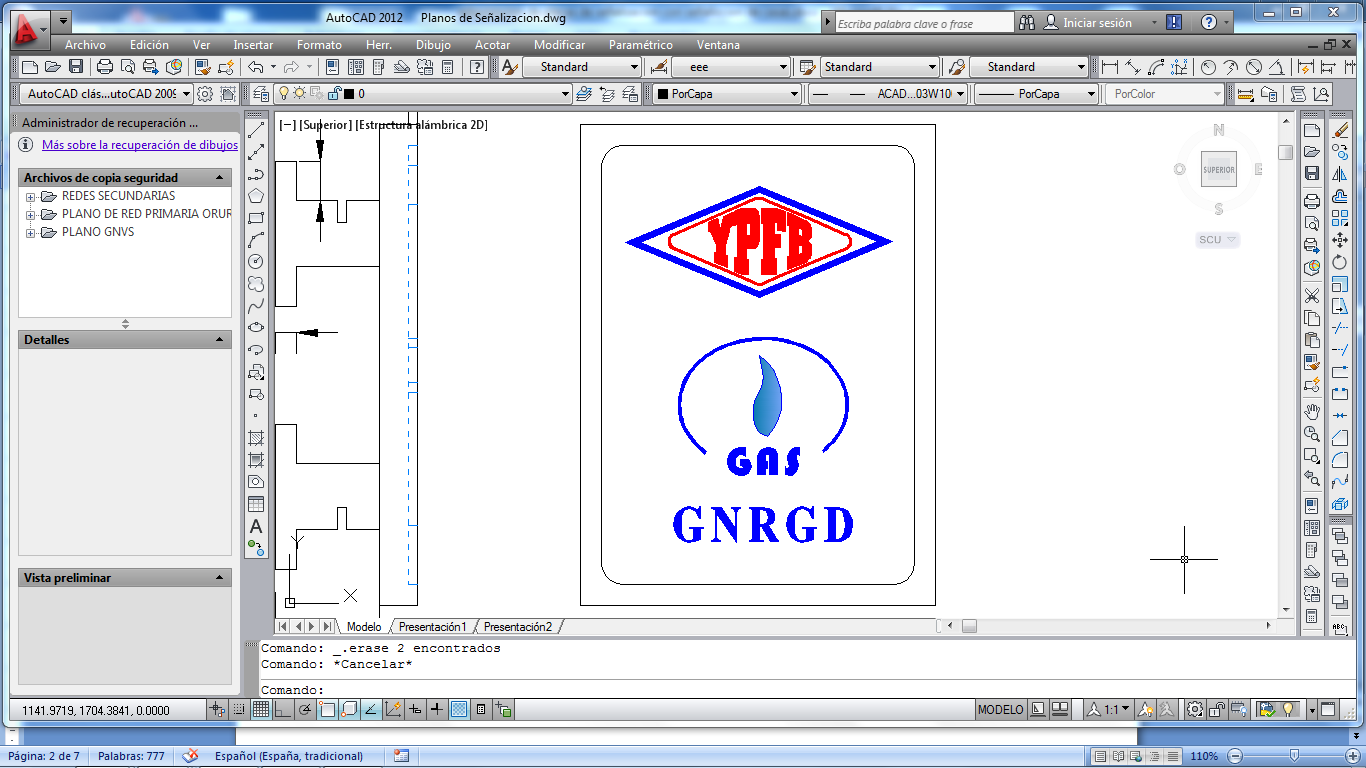 AutoCAD 2012 Planos de Señalizacion.dwg
Escriba palabra clave o frase
Iniciar sesión
Archivo Edición Ver Insertar Formato Herr. Dibujo Acotar Modificar Paramétrico Ventana
Standard eee Standard Standard
AutoCAD clás...utoCAD 2009 0 PorCapa ACAD...03W10 PorCapa PorColor
Administrador de recuperación ...
Más sobre la recuperación de dibujos
Archivos de copia seguridad
REDES SECUNDARIAS
PLANO DE RED PRIMARIA ORUR
PLANO GNVS
Detalles
Vista preliminar
[−] [Superior] [Estructura alámbrica 2D]
YPFB
GAS
GNRGD
N
O SUPERIOR E
S
SCU
A
Y
X
ABC
Modelo Presentación1 Presentación2
Comando: _.erase 2 encontrados
Comando: *Cancelar*
Comando:
1141.9719, 1704.3841, 0.0000
MODELO 1:1
Página: 2 de 7 Palabras: 777 Español (España, tradicional) 110%